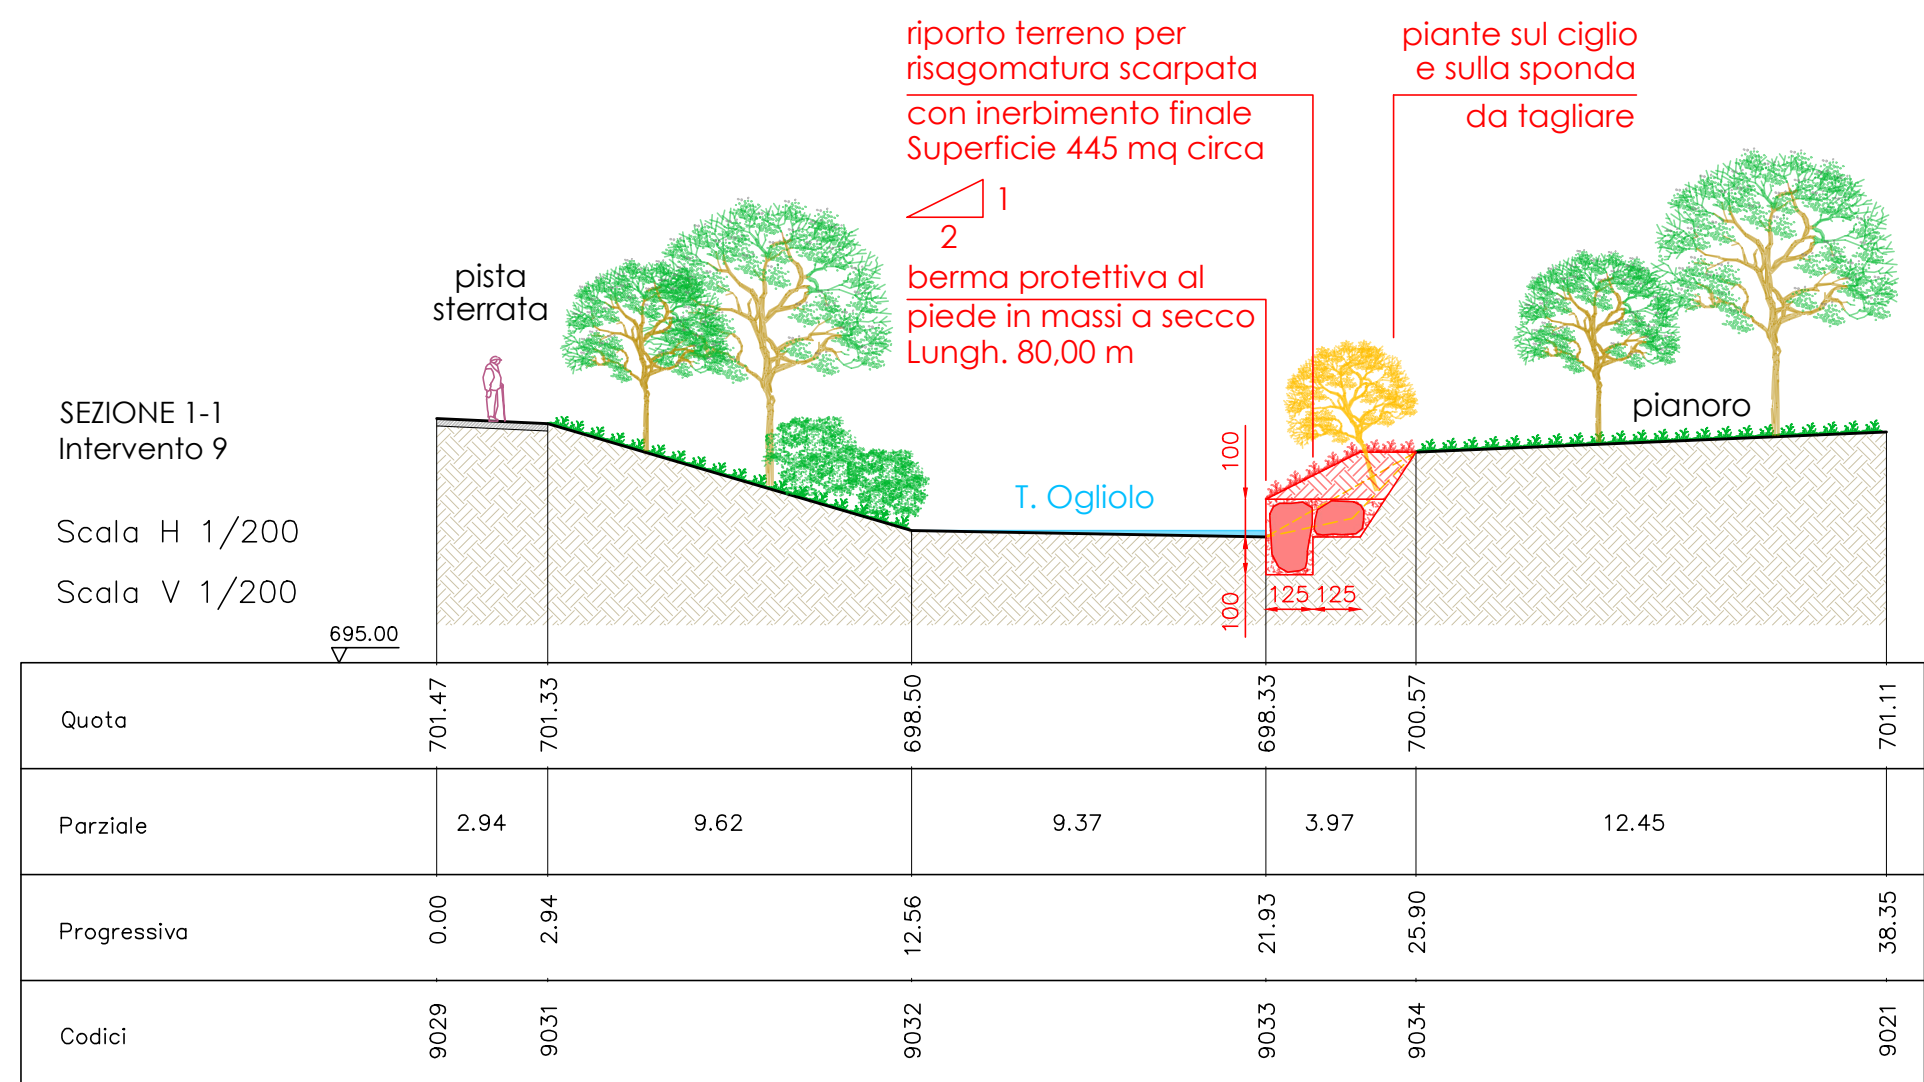 riporto terreno per
risagomatura scarpata
con inerbimento finale
Superficie 445 mq circa
1
2
piante sul ciglio
e sulla sponda
da tagliare
berma protettiva al
piede in massi a secco
Lungh. 80,00 m
pista
sterrata
pianoro
T. Ogliolo
SEZIONE 1-1
Intervento 9
Scala H 1/200
Scala V 1/200
695.00
100
100
125 125
Quota 701.47 701.33 698.50 698.33 700.57 701.11
Parziale 2.94 9.62 9.37 3.97 12.45
Progressiva 0.00 2.94 12.56 21.93 25.90 38.35
Codici 9029 9031 9032 9033 9034 9021